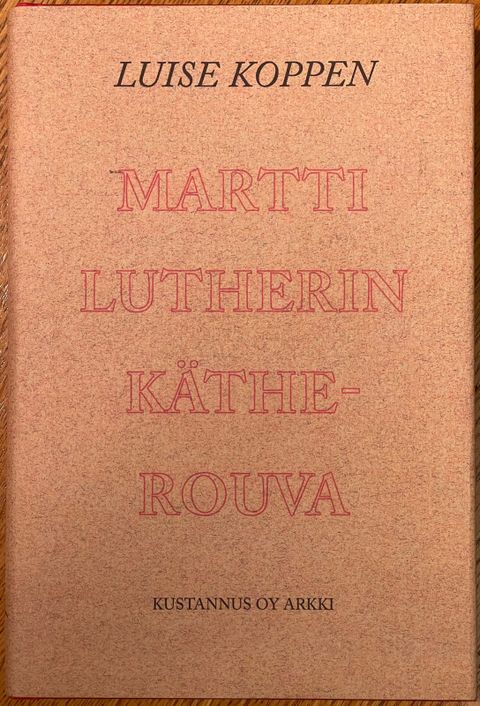 LUISE KOPPEN
MARTTI
LUTHERIN
KÄTHE-
ROUVA
KUSTANNUS OY ARKKI